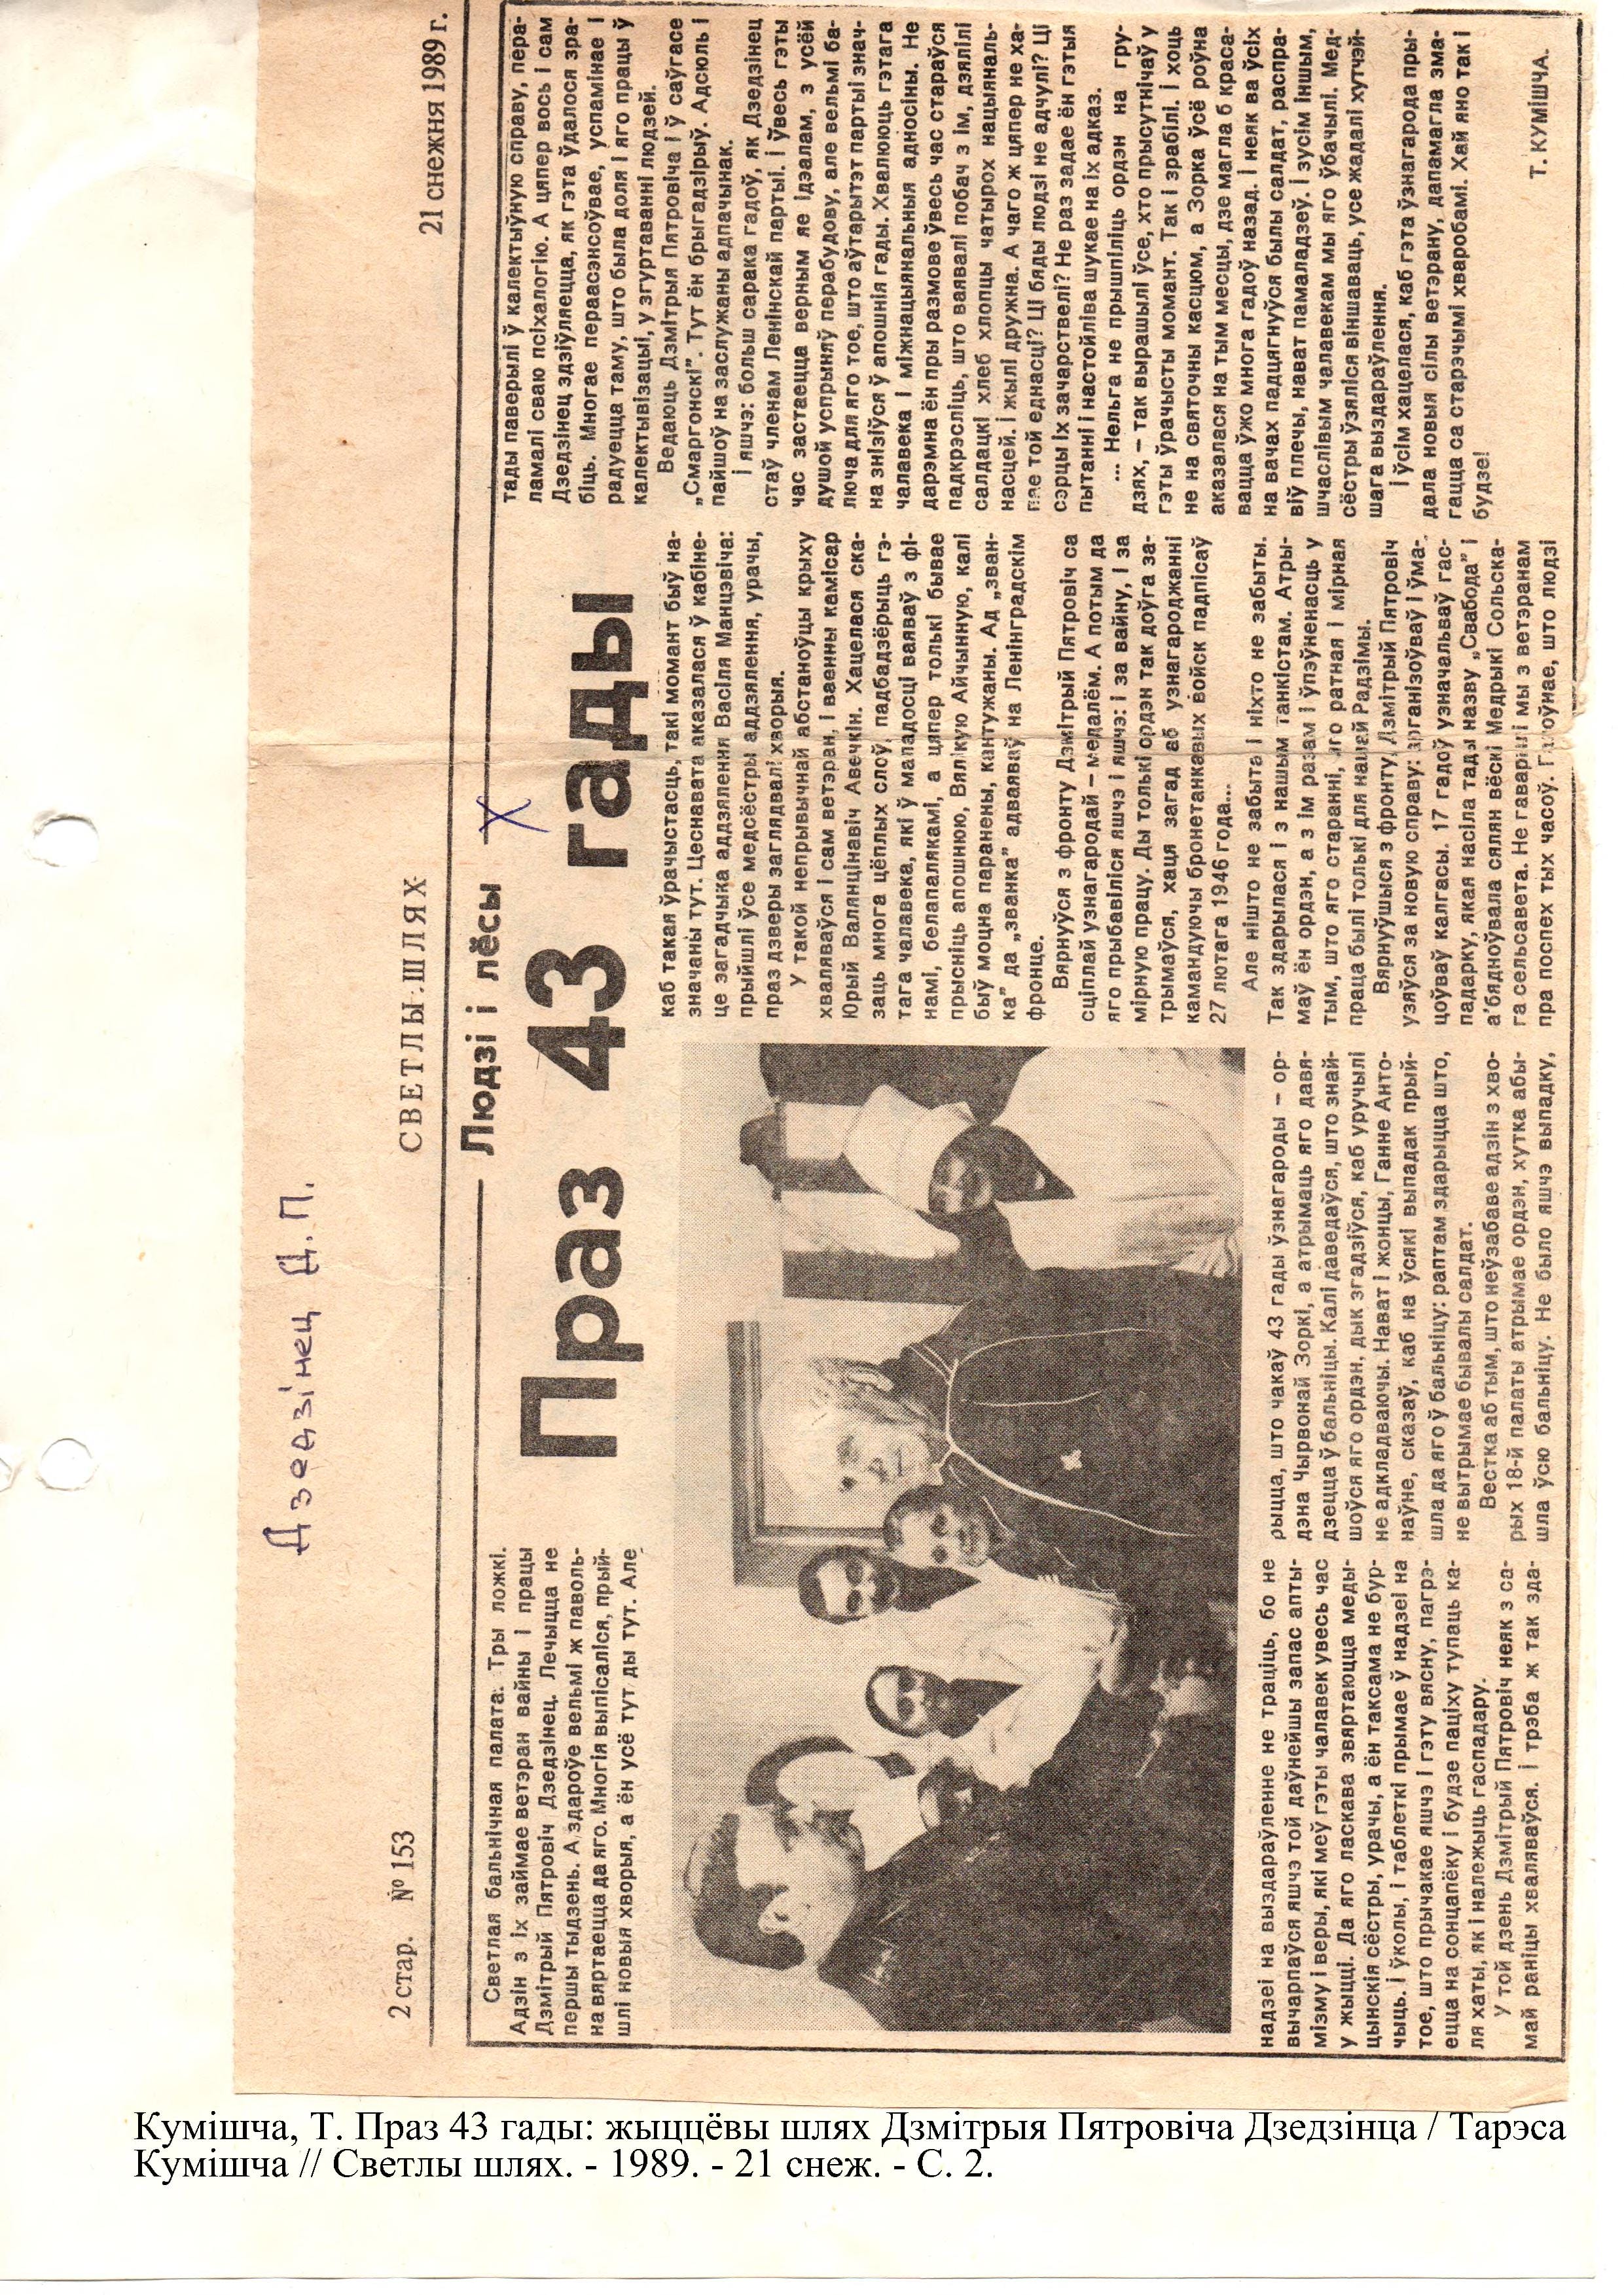 Дзедзінец Д.П.
2 стар. № 153
СВЕТЛЫ ШЛЯХ
21 снежня 1989 г.
Людзі і лёсы
Праз 43 гады
Светлая бальнічная палата. Тры ложкі.
Адзін з іх займае ветэран вайны і працы
Дзмітрый Пятровіч Дзедзінец. Лечыцца не
першы тыдзень. А здароўе вельмі ж паволь-
на вяртаецца да яго. Многія выпісаліся, прый-
шлі новыя хворыя, а ён усё тут ды тут. Але
надзеі на выздараўленне не траціць, бо не
вычарпаўся яшчэ той даўнейшы запас апты-
мізму і веры, які меў гэты чалавек увесь час
у жыцці. Да яго ласкава звяртаюцца меды-
цынскія сёстры, урачы, а ён таксама не бур-
чыць. І ўколы, і таблеткі прымае ў надзеі на
тое, што прычакае яшчэ і гэту вясну, пагрэ-
ецца на сонцапёку і будзе паціху тупаць ка-
ля хаты, як і належыць гаспадару.
У той дзень Дзмітрый Пятровіч неяк з са-
май раніцы хваляваўся. І трэба ж так зда-
рыцца, што чакаў 43 гады ўзнагароды – ор-
дэна Чырвонай Зоркі, а атрымаць яго давя-
дзецца ў бальніцы. Калі даведаўся, што знай-
шоўся яго ордэн, дык згадзіўся, каб уручылі
не адкладваючы. Нават і жонцы, Ганне Анто-
наўне, сказаў, каб на ўсякі выпадак прый-
шла да яго ў бальніцу: раптам здарыцца што,
не вытрымае бывалы салдат.
Вестка аб тым, што неўзабаве адзін з хво-
рых 18-й палаты атрымае ордэн, хутка абы-
шла ўсю бальніцу. Не было яшчэ выпадку,
каб такая ўрачыстасць, такі момант быў на-
значаны тут. Цеснавата аказалася ў кабіне-
це загадчыка аддзялення Васіля Манцэвіча:
прыйшлі ўсе медсёстры аддзялення, урачы,
праз дзверы заглядвалі хворыя.
У такой непрывычнай абстаноўцы крыху
хваляваўся і сам ветэран, і ваенны камісар
Юрый Валянцінавіч Авечкін. Хацелася ска-
заць многа цёплых слоў, падбадзёрыць гэ-
тага чалавека, які ў маладосці ваяваў з фі-
намі, белапалякамі, а цяпер толькі бывае
прысніць апошнюю, Вялікую Айчынную, калі
быў моцна паранены, кантужаны. Ад „зван-
ка” да „званка” адваяваў на Ленінградскім
фронце.
Вярнуўся з фронту Дзмітрый Пятровіч са
сціплай узнагародай – медалём. А потым да
яго прыбавіліся яшчэ і яшчэ: і за вайну, і за
мірную працу. Ды толькі ордэн так доўга за-
трымаўся, хаця загад аб узнагароджанні
камандуючы бронетанкавых войск падпісаў
27 лютага 1946 года...
Але нішто не забыта і ніхто не забыты.
Так здарылася і з нашым танкістам. Атры-
маў ён ордэн, а з ім разам і ўпэўненасць у
тым, што яго старанні, яго ратная і мірная
праца былі толькі для нашай Радзімы.
Вярнуўшыся з фронту, Дзмітрый Пятровіч
узяўся за новую справу: арганізоўваў і ўма-
цоўваў калгасы. 17 гадоў узначальваў гас-
падарку, якая насіла тады назву „Свабода” і
аб'ядноўвала сялян вёскі Медрыкі Сольска-
га сельсавета. Не гаварылі мы з ветэранам
пра поспех тых часоў. Галоўнае, што людзі
тады паверылі ў калектыўную справу, пера-
ламалі сваю псіхалогію. А цяпер вось і сам
Дзедзінец здзіўляецца, як гэта ўдалося зра-
біць. Многае пераасэнсоўвае, успамінае і
радуецца таму, што была доля і яго працы ў
калектывізацыі, у згуртаванні людзей.
Ведаюць Дзмітрыя Пятровіча і ў саўгасе
„Смаргонскі”. Тут ён брыгадзірыў. Адсюль і
пайшоў на заслужаны адпачынак.
І яшчэ: больш сарака гадоў, як Дзедзінец
стаў членам Ленінскай партыі. І ўвесь гэты
час застаецца верным яе ідэалам, з усёй
душой успрыняў перабудову, але вельмі ба-
люча для яго тое, што аўтарытэт партыі знач-
на знізіўся ў апошнія гады. Хвалююць гэтага
чалавека і міжнацыянальныя адносіны. Не
дарэмна ён пры размове ўвесь час стараўся
падкрэсліць, што ваявалі побач з ім, дзялілі
салдацкі хлеб хлопцы чатырох нацыяналь-
насцей. І жылі дружна. А чаго ж цяпер не ха-
пае той еднасці? Ці бяды людзі не адчулі? Ці
сэрцы іх зачарствелі? Не раз задае ён гэтыя
пытанні і настойліва шукае на іх адказ.
... Нельга не прышпіліць ордэн на гру-
дзях, – так вырашылі ўсе, хто прысутнічаў у
гэты ўрачысты момант. Так і зрабілі. І хоць
не на святочны касцюм, а Зорка ўсё роўна
аказалася на тым месцы, дзе магла б краса-
вацца ўжо многа гадоў назад. І неяк ва ўсіх
на вачах падцягнуўся былы салдат, распра-
віў плечы, нават памаладзеў. І зусім іншым,
шчаслівым чалавекам мы яго ўбачылі. Мед-
сёстры ўзяліся віншаваць, усе жадалі хутчэй-
шага выздараўлення.
І ўсім хацелася, каб гэта ўзнагарода пры-
дала новыя сілы ветэрану, дапамагла зма-
гацца са старэчымі хваробамі. Хай яно так і
будзе!
Т. КУМІШЧА.
Кумішча, Т. Праз 43 гады: жыццёвы шлях Дзмітрыя Пятровіча Дзедзінца / Тарэса
Кумішча // Светлы шлях. - 1989. - 21 снеж. - С. 2.